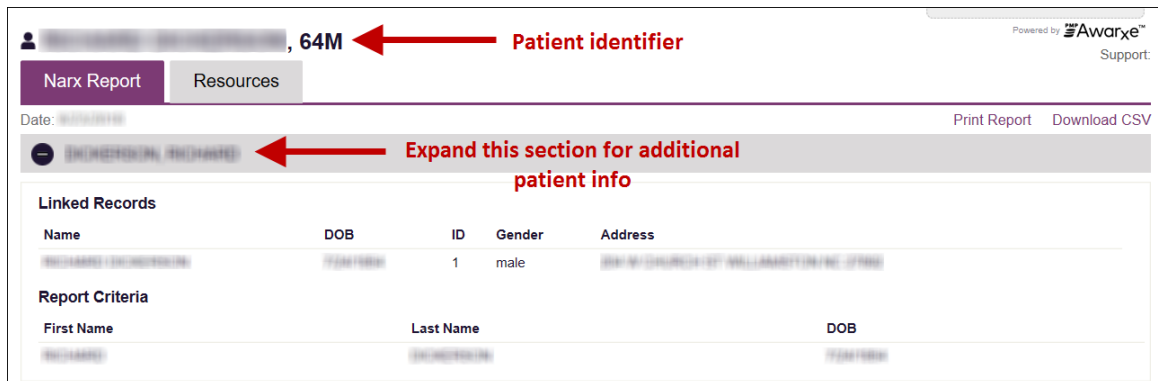 , 64M
Patient identifier
Powered by PMP AWARxE™
Support:
Narx Report Resources
Date:
Print Report Download CSV
Expand this section for additional
patient info
Linked Records
Name DOB ID Gender Address
1 male
Report Criteria
First Name Last Name DOB